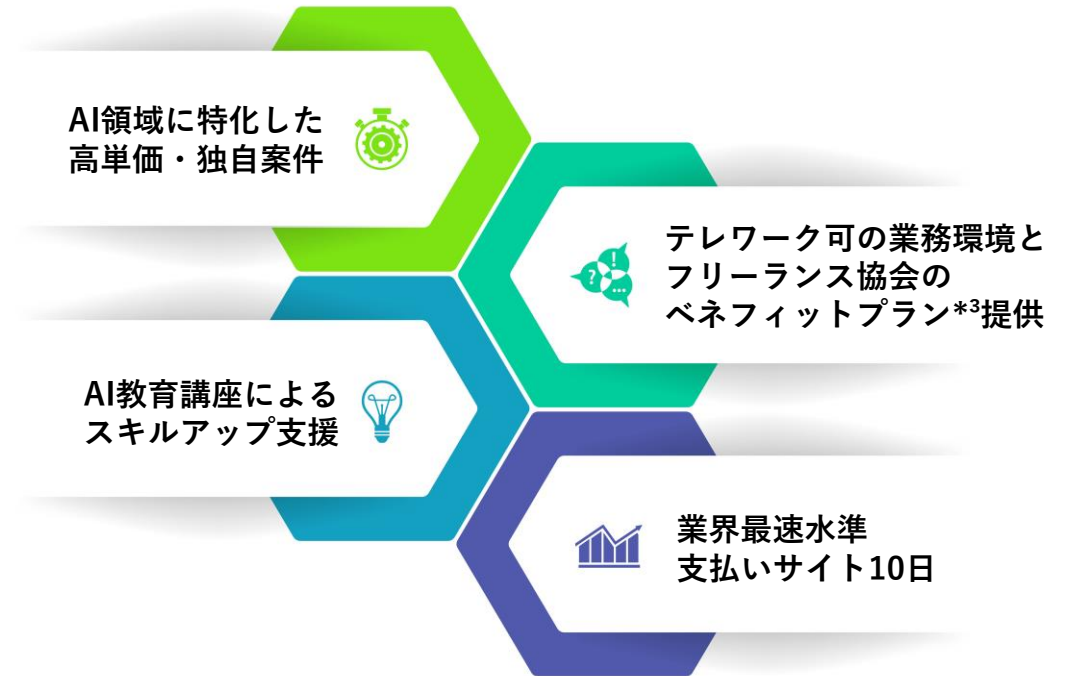 AI領域に特化した
高単価・独自案件
テレワーク可の業務環境と
フリーランス協会の
ベネフィットプラン*³提供
AI教育講座による
スキルアップ支援
業界最速水準
支払いサイト10日